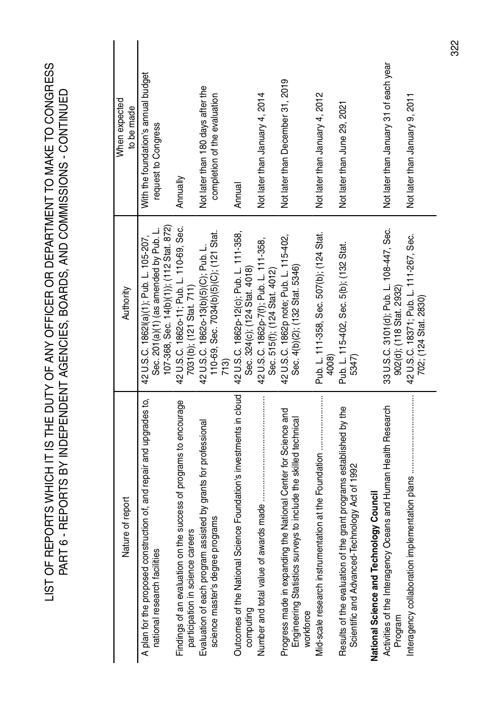 LIST OF REPORTS WHICH IT IS THE DUTY OF ANY OFFICER OR DEPARTMENT TO MAKE TO CONGRESS
PART 6 - REPORTS BY INDEPENDENT AGENCIES, BOARDS, AND COMMISSIONS - CONTINUED
Nature of report
Authority
When expected
to be made
A plan for the proposed construction of, and repair and upgrades to,
national research facilities
42 U.S.C. 1862l(a)(1); Pub. L. 105-207,
Sec. 201(a)(1) (as amended by Pub. L.
107-368, Sec. 14(b)(1)); (112 Stat. 872)
With the foundation's annual budget
request to Congress
Findings of an evaluation on the success of programs to encourage
participation in science careers
42 U.S.C. 1862o-11; Pub. L. 110-69, Sec.
7031(b); (121 Stat. 711)
Annually
Evaluation of each program assisted by grants for professional
science master's degree programs
42 U.S.C. 1862o-13(b)(5)(C); Pub. L.
110-69, Sec. 7034(b)(5)(C); (121 Stat.
713)
Not later than 180 days after the
completion of the evaluation
Outcomes of the National Science Foundation's investments in cloud
computing
42 U.S.C. 1862p-12(c); Pub. L. 111-358,
Sec. 324(c); (124 Stat. 4018)
Annual
Number and total value of awards made
42 U.S.C. 1862p-7(f); Pub. L. 111-358,
Sec. 515(f); (124 Stat. 4012)
Not later than January 4, 2014
Progress made in expanding the National Center for Science and
Engineering Statistics surveys to include the skilled technical
workforce
42 U.S.C. 1862p note; Pub. L. 115-402,
Sec. 4(b)(2); (132 Stat. 5346)
Not later than December 31, 2019
Mid-scale research instrumentation at the Foundation
Pub. L. 111-358, Sec. 507(b); (124 Stat.
4008)
Not later than January 4, 2012
Results of the evaluation of the grant programs established by the
Scientific and Advanced-Technology Act of 1992
Pub. L. 115-402, Sec. 5(b); (132 Stat.
5347)
Not later than June 29, 2021
National Science and Technology Council
Activities of the Interagency Oceans and Human Health Research
Program
33 U.S.C. 3101(d); Pub. L. 108-447, Sec.
902(d); (118 Stat. 2932)
Not later than January 31 of each year
Interagency collaboration implementation plans
42 U.S.C. 18371; Pub. L. 111-267, Sec.
702; (124 Stat. 2830)
Not later than January 9, 2011
322